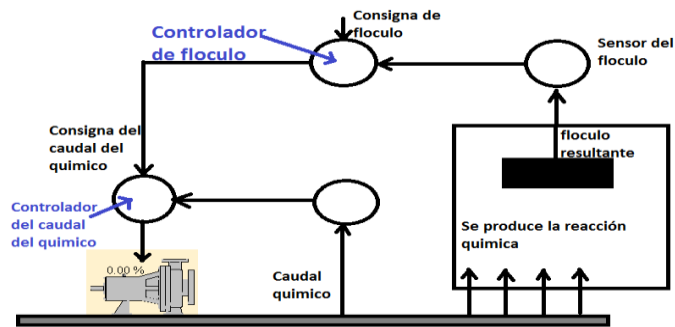 Consigna de
floculo
Controlador
de floculo
Sensor del
floculo
Consigna del
caudal del
quimico
floculo
resultante
Controlador
del caudal
del quimico
Se produce la reacción
quimica
0.00 %
Caudal
quimico